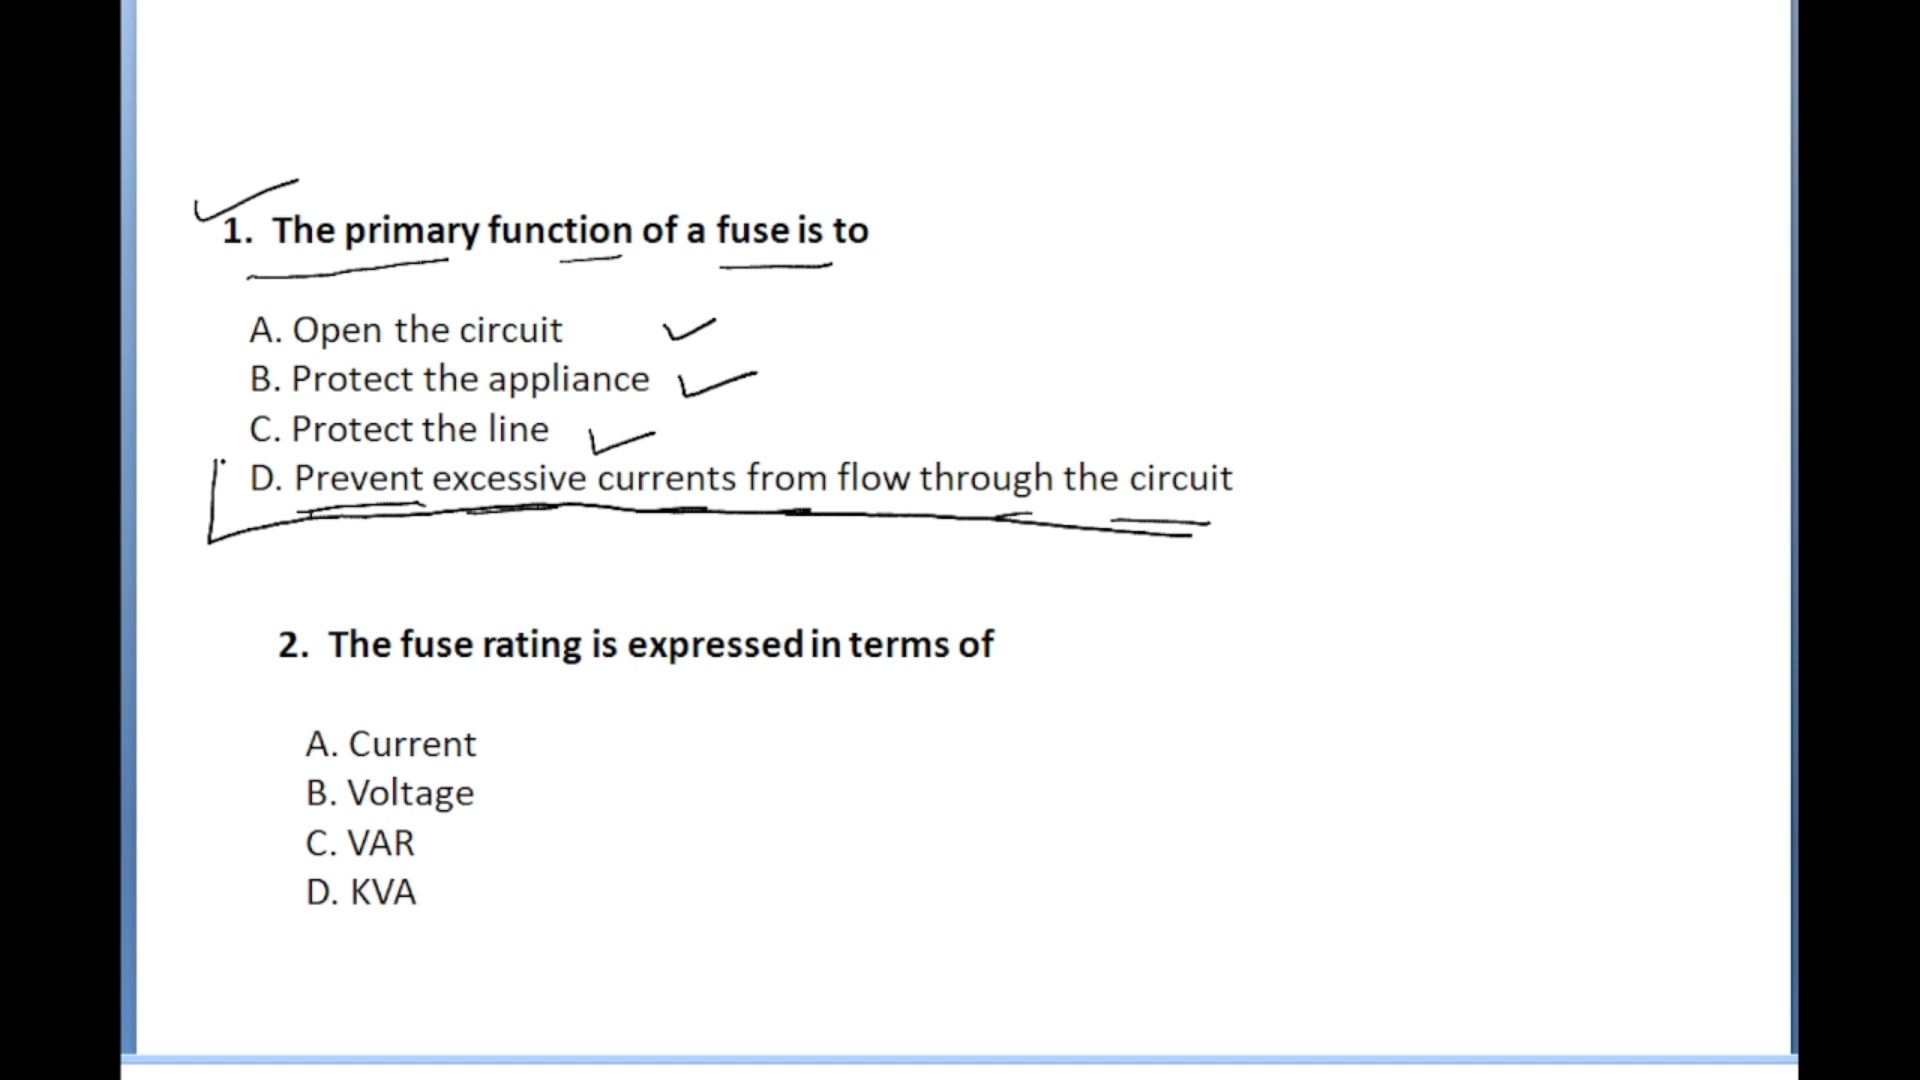 1. The primary function of a fuse is to
A. Open the circuit
B. Protect the appliance
C. Protect the line
D. Prevent excessive currents from flow through the circuit
2. The fuse rating is expressed in terms of
A. Current
B. Voltage
C. VAR
D. KVA